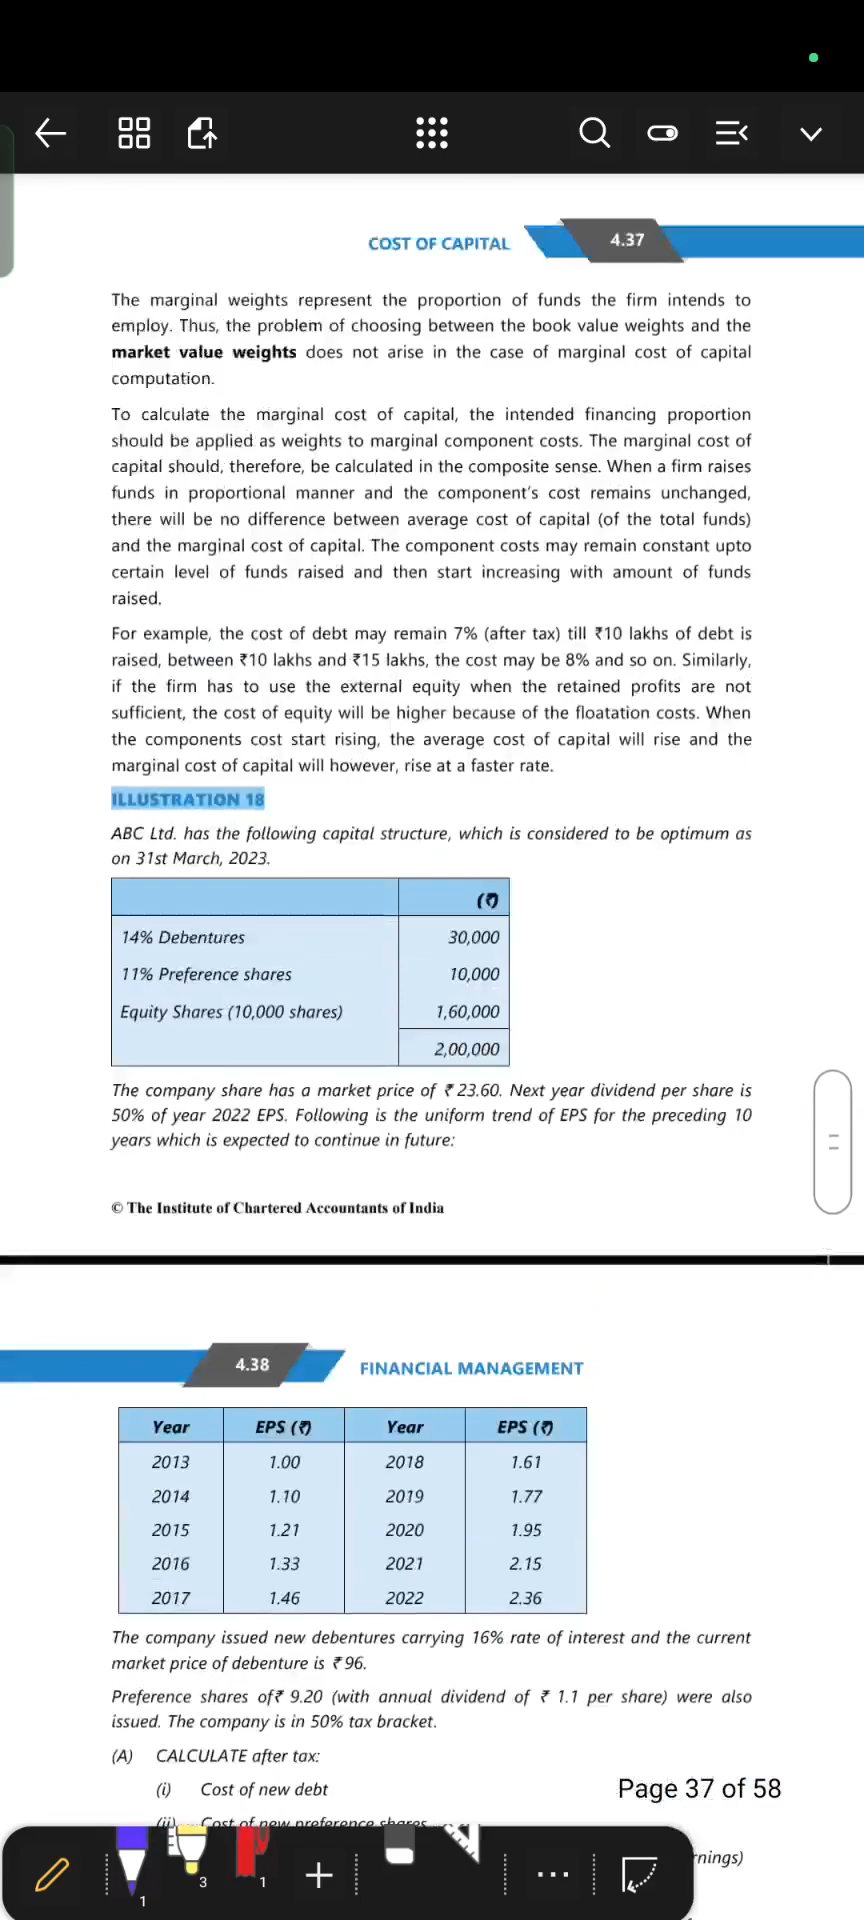 COST OF CAPITAL 4.37
The marginal weights represent the proportion of funds the firm intends to
employ. Thus, the problem of choosing between the book value weights and the
market value weights does not arise in the case of marginal cost of capital
computation.
To calculate the marginal cost of capital, the intended financing proportion
should be applied as weights to marginal component costs. The marginal cost of
capital should, therefore, be calculated in the composite sense. When a firm raises
funds in proportional manner and the component's cost remains unchanged,
there will be no difference between average cost of capital (of the total funds)
and the marginal cost of capital. The component costs may remain constant upto
certain level of funds raised and then start increasing with amount of funds
raised.
For example, the cost of debt may remain 7% (after tax) till ₹10 lakhs of debt is
raised, between ₹10 lakhs and ₹15 lakhs, the cost may be 8% and so on. Similarly,
if the firm has to use the external equity when the retained profits are not
sufficient, the cost of equity will be higher because of the floatation costs. When
the components cost start rising, the average cost of capital will rise and the
marginal cost of capital will however, rise at a faster rate.
ILLUSTRATION 18
ABC Ltd. has the following capital structure, which is considered to be optimum as
on 31st March, 2023.
(₹)
14% Debentures 30,000
11% Preference shares 10,000
Equity Shares (10,000 shares) 1,60,000
2,00,000
The company share has a market price of ₹ 23.60. Next year dividend per share is
50% of year 2022 EPS. Following is the uniform trend of EPS for the preceding 10
years which is expected to continue in future:
© The Institute of Chartered Accountants of India
4.38 FINANCIAL MANAGEMENT
Year EPS (₹) Year EPS (₹)
2013 1.00 2018 1.61
2014 1.10 2019 1.77
2015 1.21 2020 1.95
2016 1.33 2021 2.15
2017 1.46 2022 2.36
The company issued new debentures carrying 16% rate of interest and the current
market price of debenture is ₹ 96.
Preference shares of₹ 9.20 (with annual dividend of ₹ 1.1 per share) were also
issued. The company is in 50% tax bracket.
(A) CALCULATE after tax:
(i) Cost of new debt
Page 37 of 58
(ii) Cost of new preference shares
rnings)
1
3
1